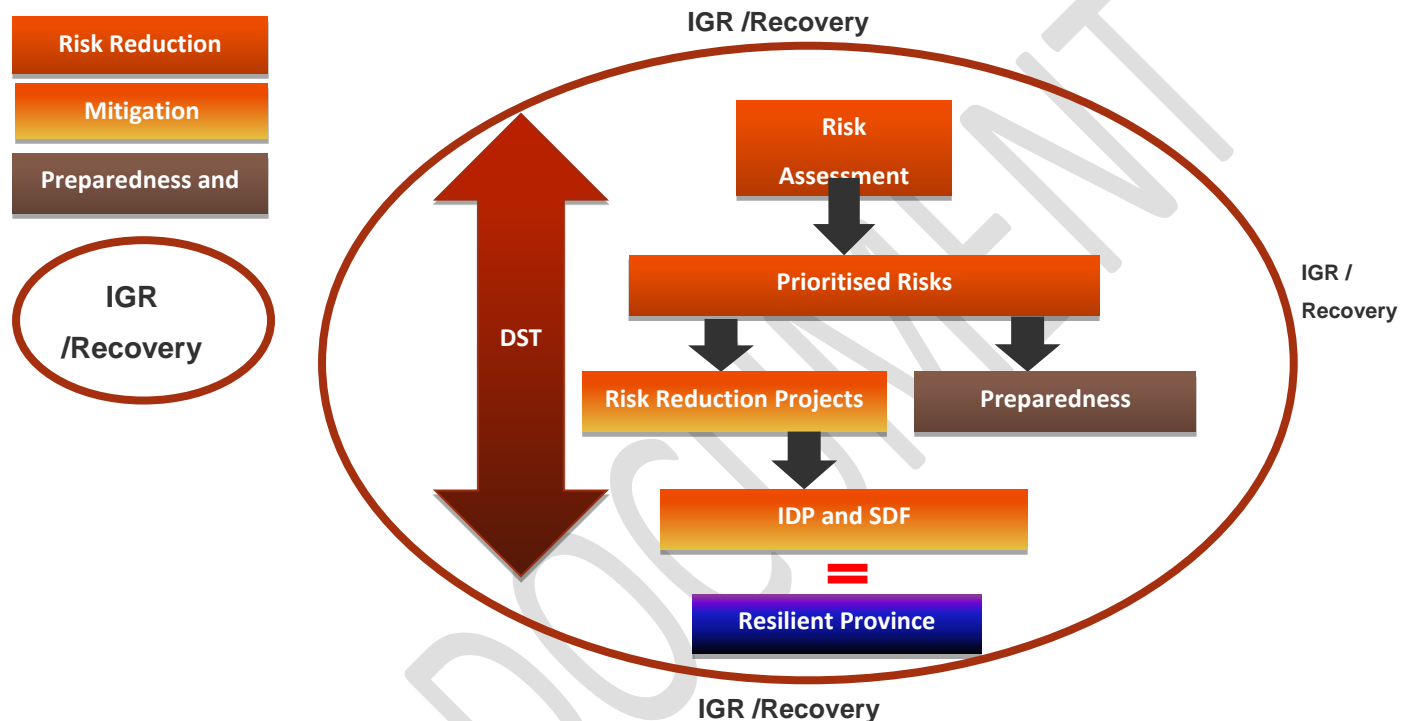 IGR /Recovery
Risk Reduction
Mitigation
Preparedness and
IGR
/Recovery
Risk
Assessment
Prioritised Risks
DST
Risk Reduction Projects
Preparedness
IDP and SDF
=
Resilient Province
IGR /
Recovery
IGR /Recovery
DOCUMENT